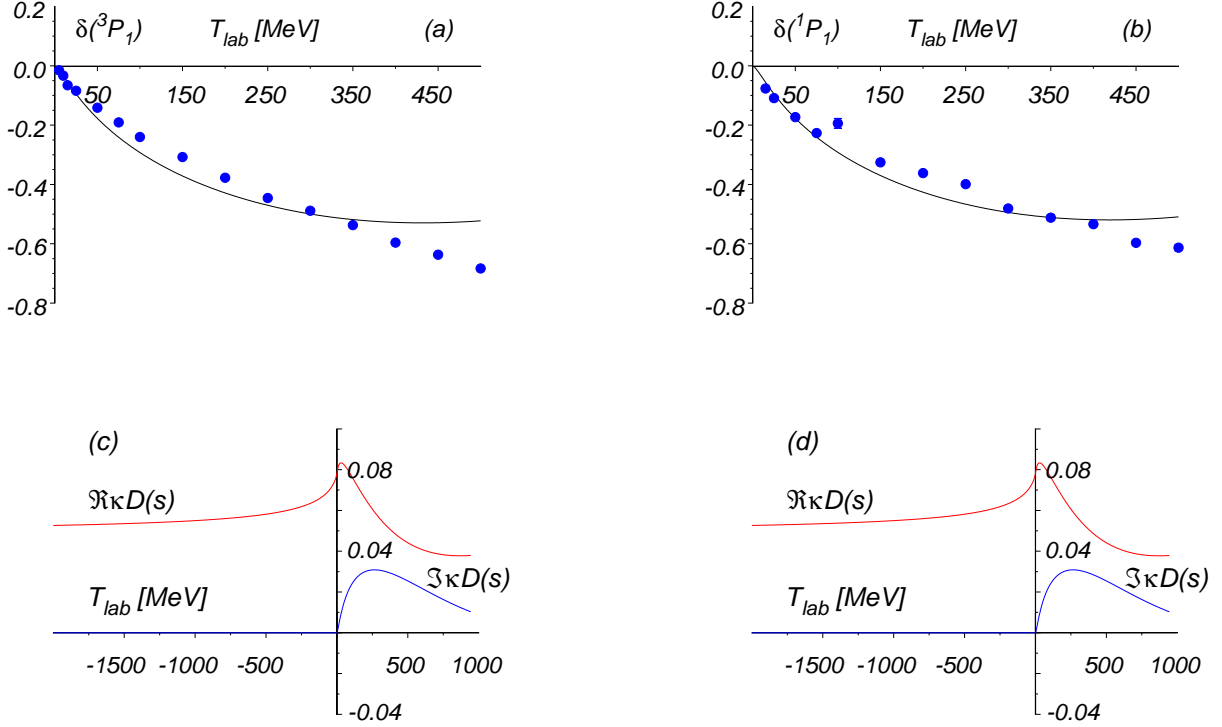 0.2
δ(³P₁)
T_lab [MeV]
(a)
0.0
50
150
250
350
450
-0.2
-0.4
-0.6
-0.8
0.2
δ(¹P₁)
T_lab [MeV]
(b)
0.0
50
150
250
350
450
-0.2
-0.4
-0.6
-0.8
(c)
0.08
ℜκD(s)
0.04
ℑκD(s)
T_lab [MeV]
-1500
-1000
-500
500
1000
-0.04
(d)
0.08
ℜκD(s)
0.04
ℑκD(s)
T_lab [MeV]
-1500
-1000
-500
500
1000
-0.04